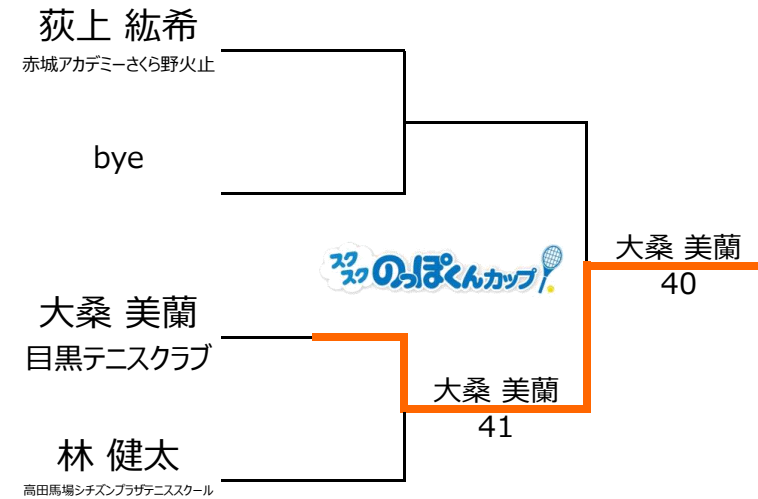 荻上 紘希
赤城アカデミーさくら野火止
bye
スクスク のっぽくんカップ
大桑 美蘭
40
大桑 美蘭
目黒テニスクラブ
大桑 美蘭
41
林 健太
高田馬場シチズンプラザテニススクール